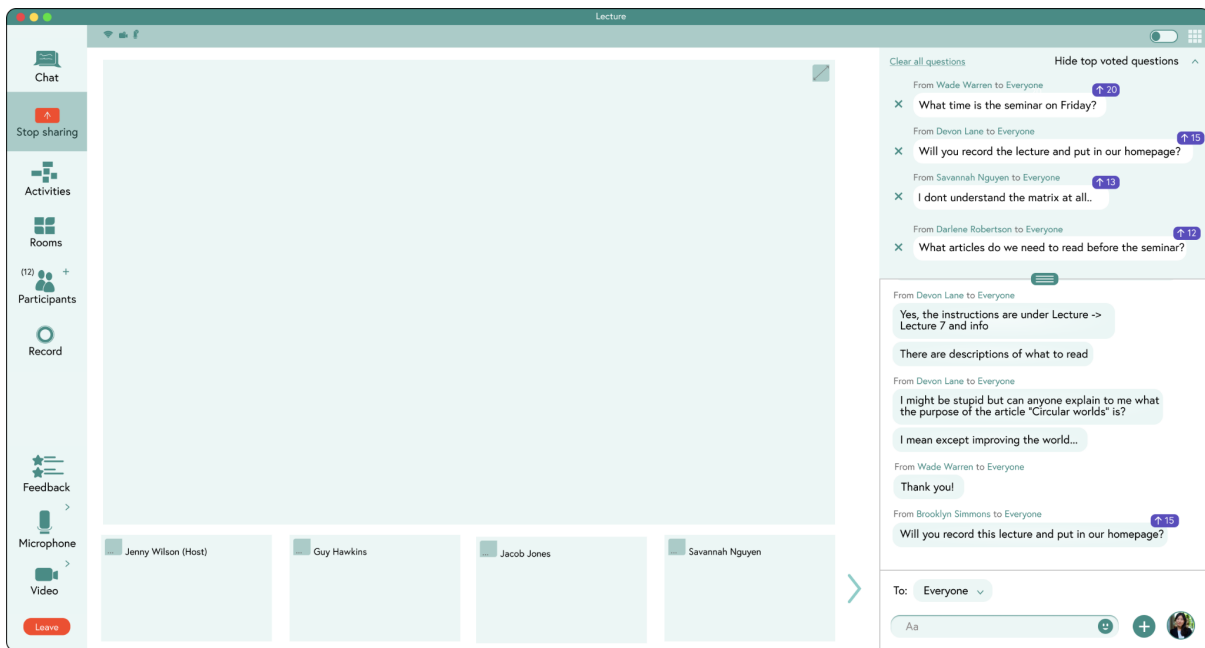 Lecture
Chat
Stop sharing
Activities
Rooms
(12) +
Participants
Record
Feedback
Microphone
Video
Leave
... Jenny Wilson (Host)
... Guy Hawkins
... Jacob Jones
... Savannah Nguyen
Clear all questions Hide top voted questions
From Wade Warren to Everyone
↑ 20
What time is the seminar on Friday?
From Devon Lane to Everyone
↑ 15
Will you record the lecture and put in our homepage?
From Savannah Nguyen to Everyone
↑ 13
I dont understand the matrix at all..
From Darlene Robertson to Everyone
↑ 12
What articles do we need to read before the seminar?
From Devon Lane to Everyone
Yes, the instructions are under Lecture ->
Lecture 7 and info
There are descriptions of what to read
From Devon Lane to Everyone
I might be stupid but can anyone explain to me what
the purpose of the article "Circular worlds" is?
I mean except improving the world...
From Wade Warren to Everyone
Thank you!
From Brooklyn Simmons to Everyone
↑ 15
Will you record this lecture and put in our homepage?
To: Everyone
Aa